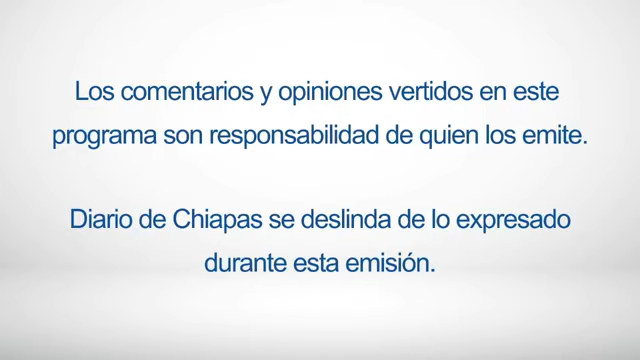 Los comentarios y opiniones vertidos en este
programa son responsabilidad de quien los emite.
Diario de Chiapas se deslinda de lo expresado
durante esta emisión.